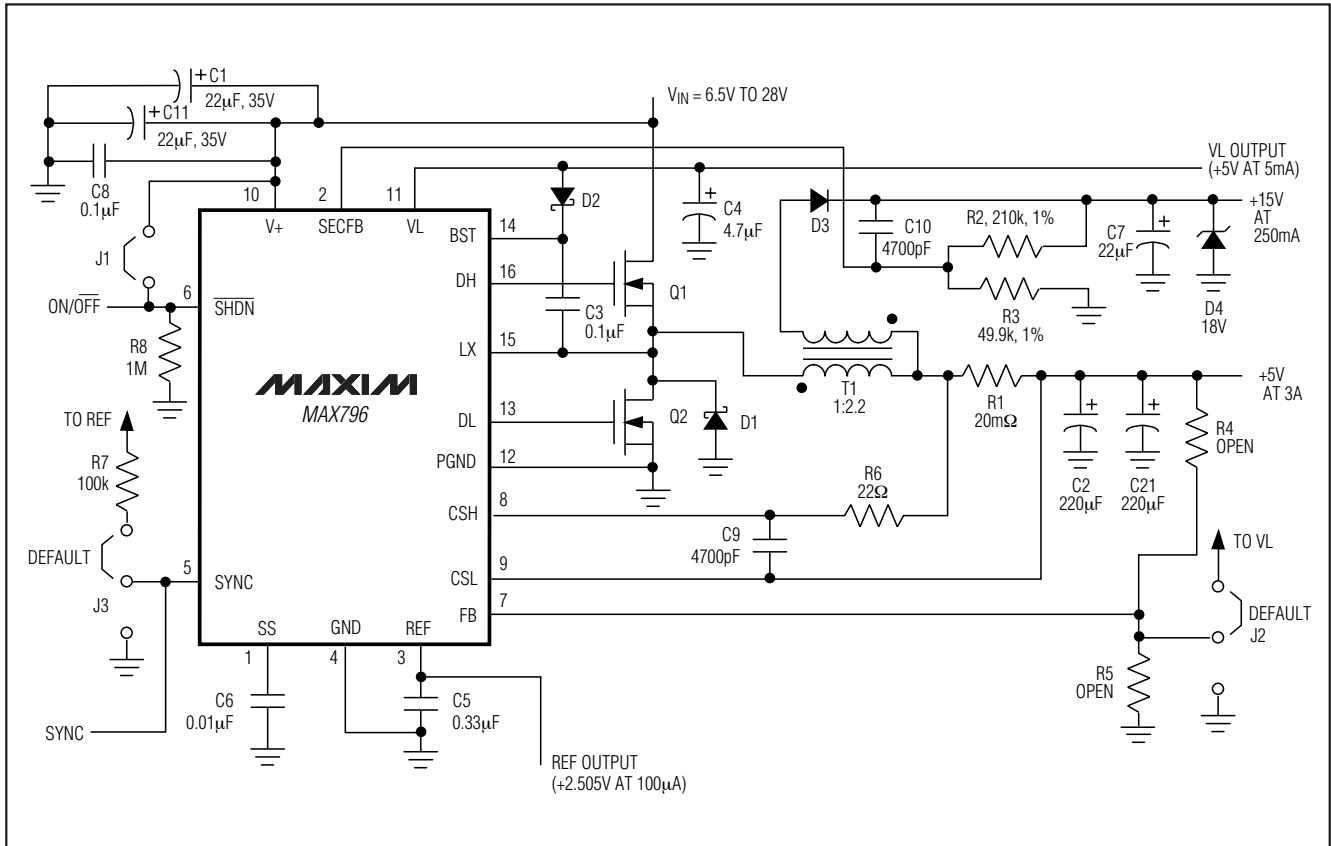 + C1
22μF, 35V
+ C11
22μF, 35V
C8
0.1μF
VIN = 6.5V TO 28V
VL OUTPUT
(+5V AT 5mA)
10
2
11
V+
SECFB
VL
D2
+
C4
4.7μF
D3
C10
4700pF
R2, 210k, 1%
R3
49.9k, 1%
C7
22μF
+
+15V
AT
250mA
D4
18V
J1
ON/OFF
6
SHDN
R8
1M
BST
14
DH
16
Q1
C3
0.1μF
LX
15
MAXIM
MAX796
DL
13
Q2
D1
PGND
12
T1
1:2.2
R1
20mΩ
+5V
AT 3A
+
C2
220μF
+
C21
220μF
R4
OPEN
TO REF
R7
100k
DEFAULT
J3
5
SYNC
CSH
8
R6
22Ω
C9
4700pF
CSL
9
FB
7
TO VL
DEFAULT
J2
R5
OPEN
SS
GND
REF
1
4
3
C6
0.01μF
C5
0.33μF
SYNC
REF OUTPUT
(+2.505V AT 100μA)